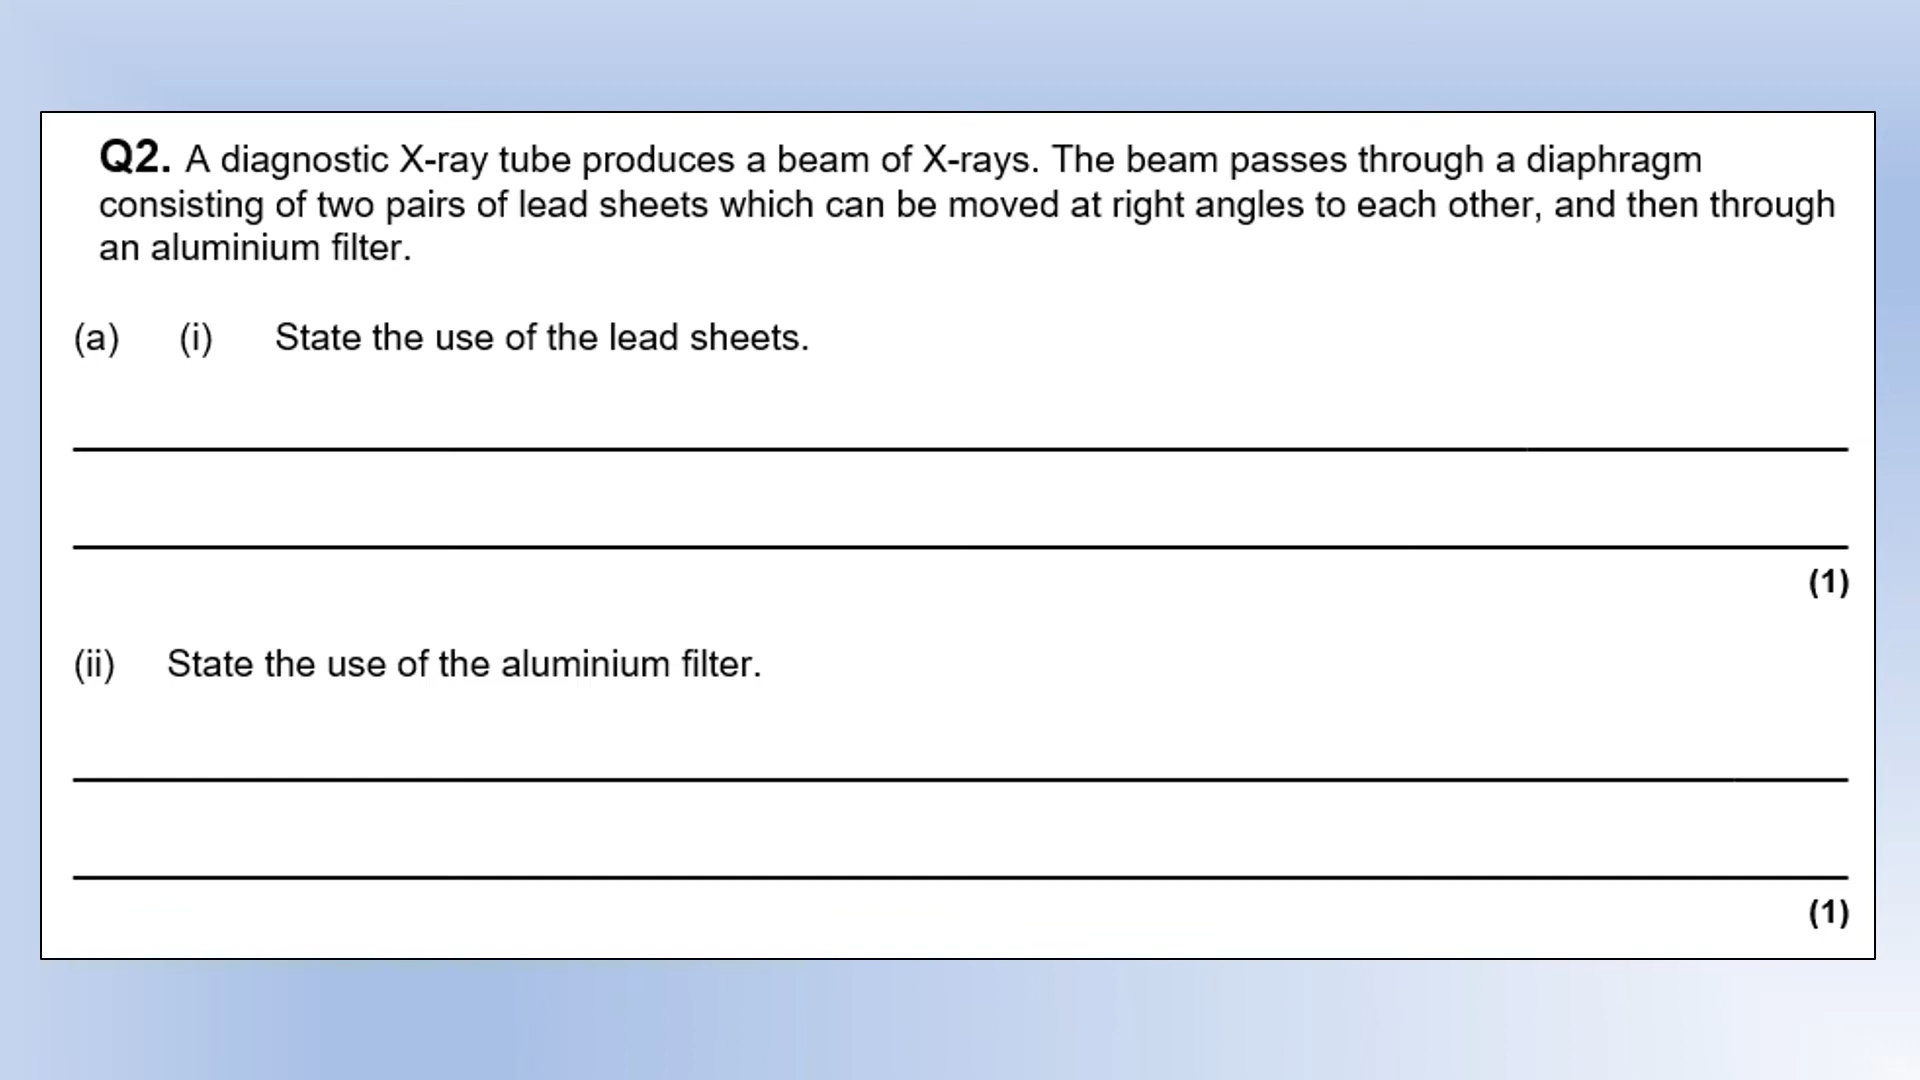 Q2. A diagnostic X-ray tube produces a beam of X-rays. The beam passes through a diaphragm
consisting of two pairs of lead sheets which can be moved at right angles to each other, and then through
an aluminium filter.
(a) (i) State the use of the lead sheets.
(1)
(ii) State the use of the aluminium filter.
(1)